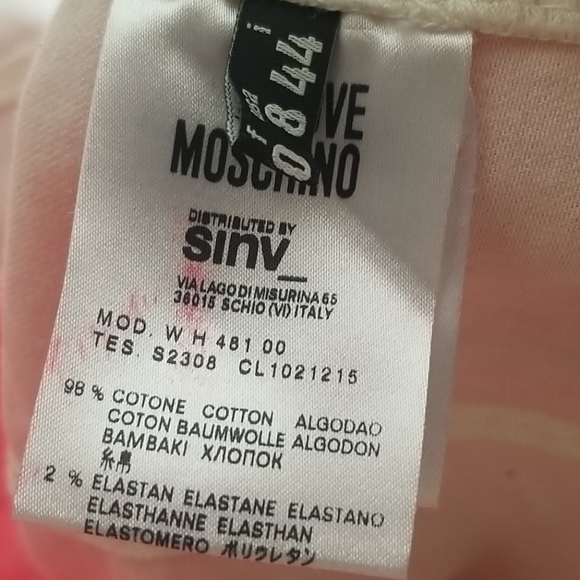 0844
VE
MOSCHINO
DISTRIBUTED BY
sinv_
VIA LAGO DI MISURINA 65
36015 SCHIO (VI) ITALY
MOD. W H 481 00
TES. S2308 CL1021215
98 % COTONE COTTON ALGODAO
COTON BAUMWOLLE ALGODON
BAMBAKI ХЛОПОК
綿
2 % ELASTAN ELASTANE ELASTANO
ELASTHANNE ELASTHAN
ELASTOMERO ポリウレタン